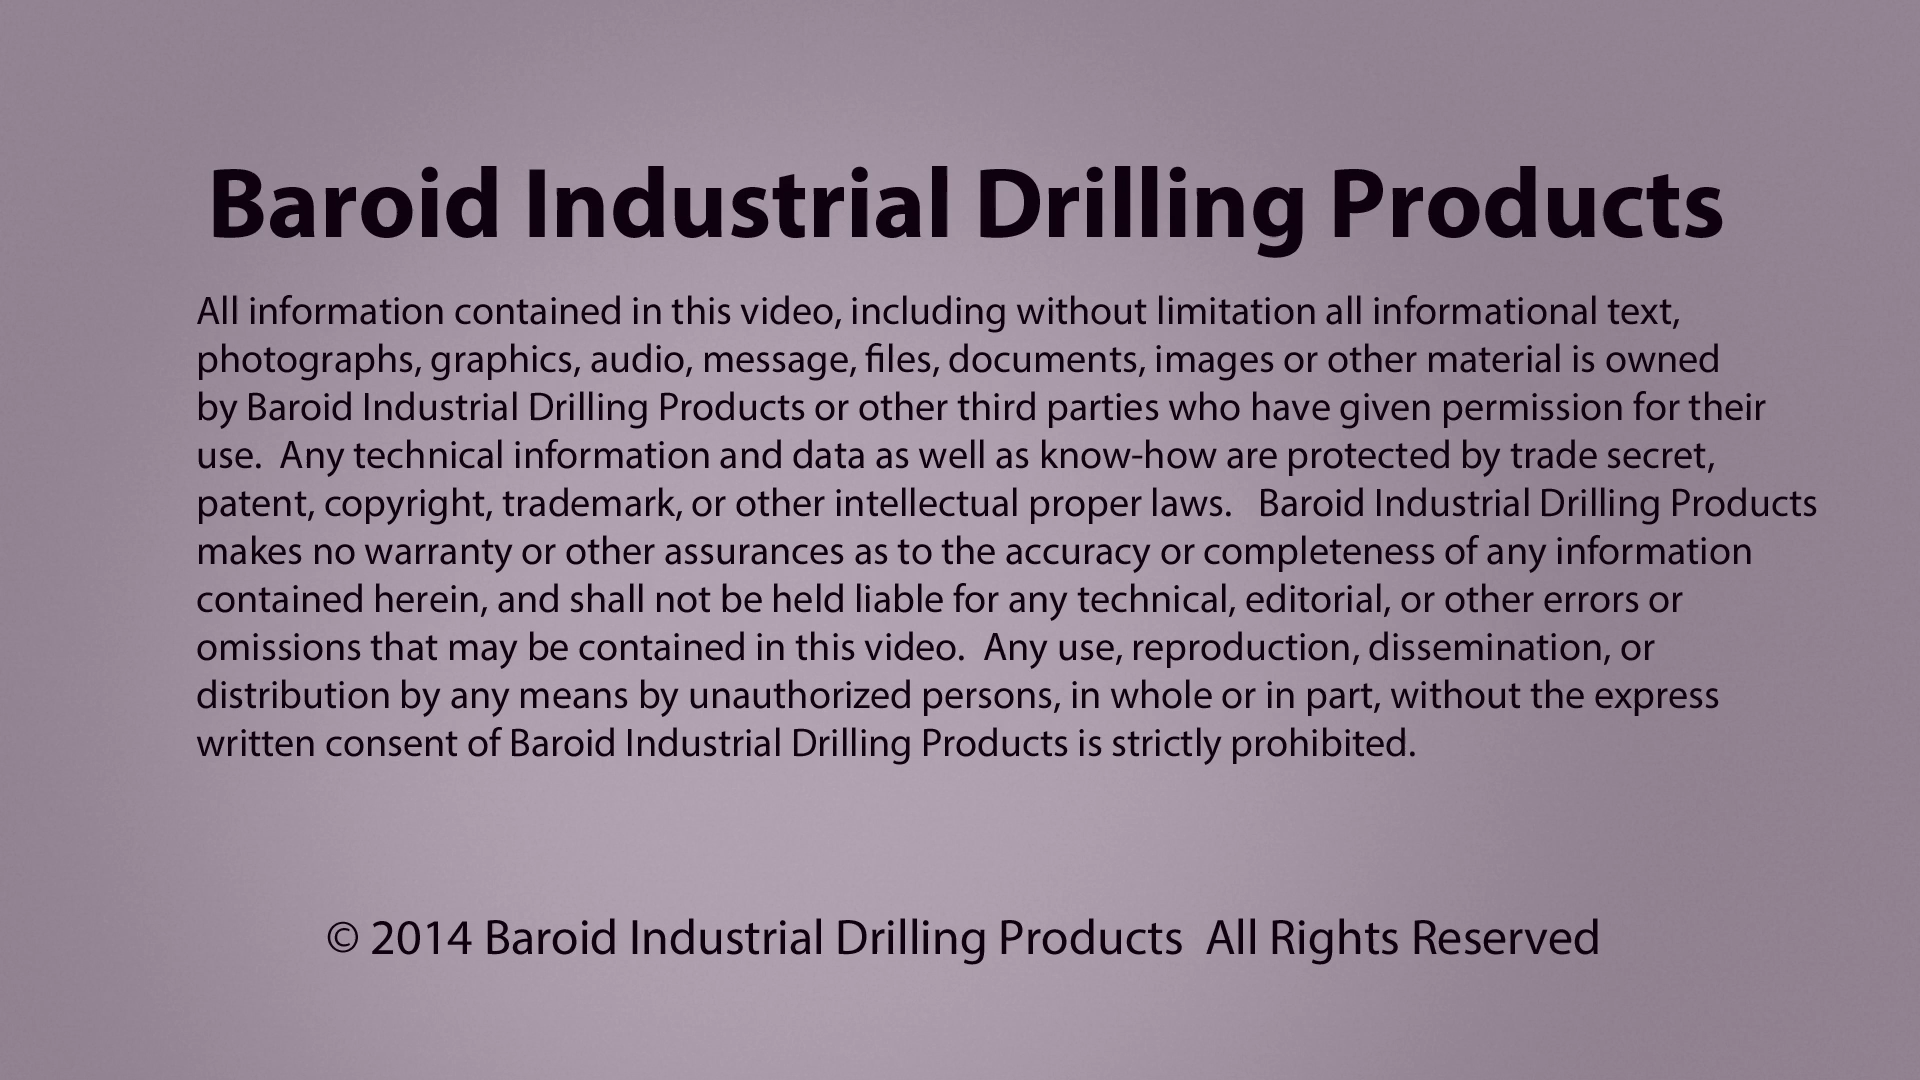 Baroid Industrial Drilling Products
All information contained in this video, including without limitation all informational text,
photographs, graphics, audio, message, files, documents, images or other material is owned
by Baroid Industrial Drilling Products or other third parties who have given permission for their
use.  Any technical information and data as well as know-how are protected by trade secret,
patent, copyright, trademark, or other intellectual proper laws.   Baroid Industrial Drilling Products
makes no warranty or other assurances as to the accuracy or completeness of any information
contained herein, and shall not be held liable for any technical, editorial, or other errors or
omissions that may be contained in this video.  Any use, reproduction, dissemination, or
distribution by any means by unauthorized persons, in whole or in part, without the express
written consent of Baroid Industrial Drilling Products is strictly prohibited.
© 2014 Baroid Industrial Drilling Products  All Rights Reserved